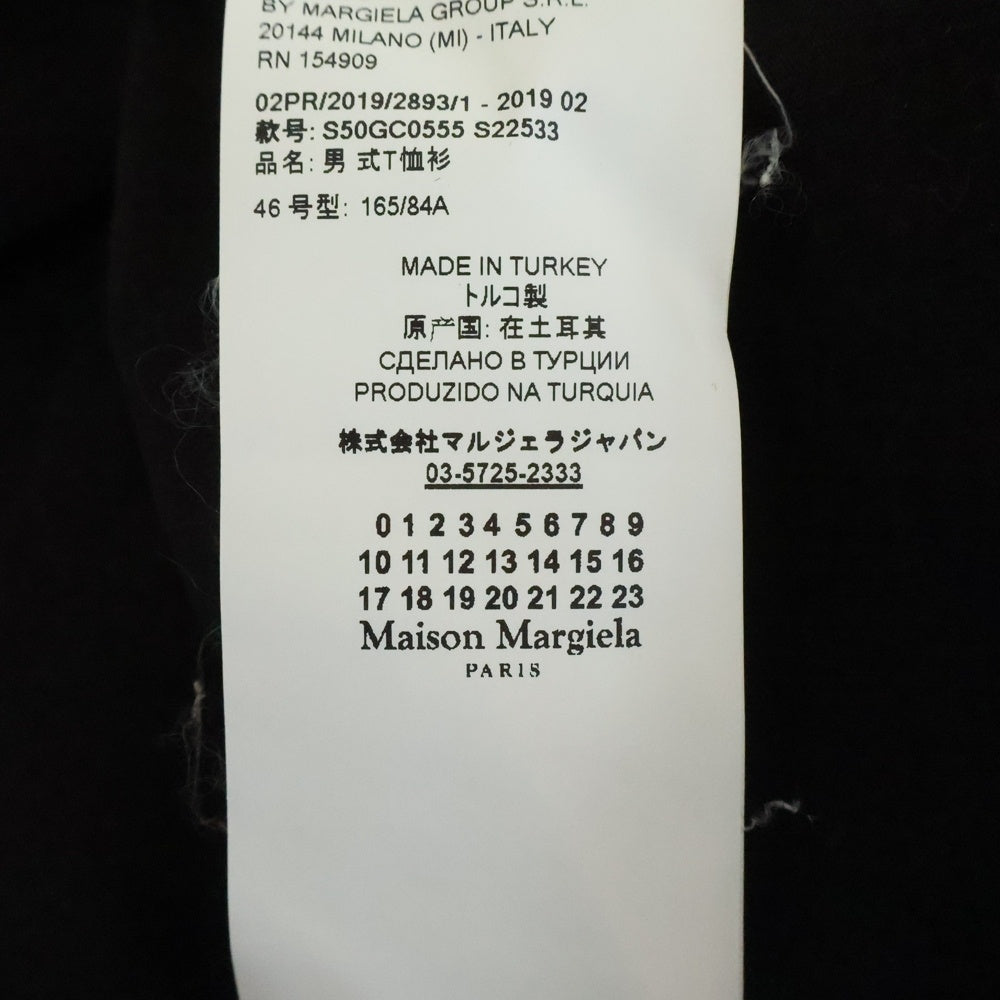 BY MARGIELA GROUP S.R.L.
20144 MILANO (MI) - ITALY
RN 154909
02PR/2019/2893/1 - 2019 02
款号: S50GC0555 S22533
品名: 男 式T恤衫
46 号型: 165/84A
MADE IN TURKEY
トルコ製
原产国: 在土耳其
СДЕЛАНО В ТУРЦИИ
PRODUZIDO NA TURQUIA
株式会社マルジェラジャパン
03-5725-2333
0 1 2 3 4 5 6 7 8 9
10 11 12 13 14 15 16
17 18 19 20 21 22 23
Maison Margiela
PARIS